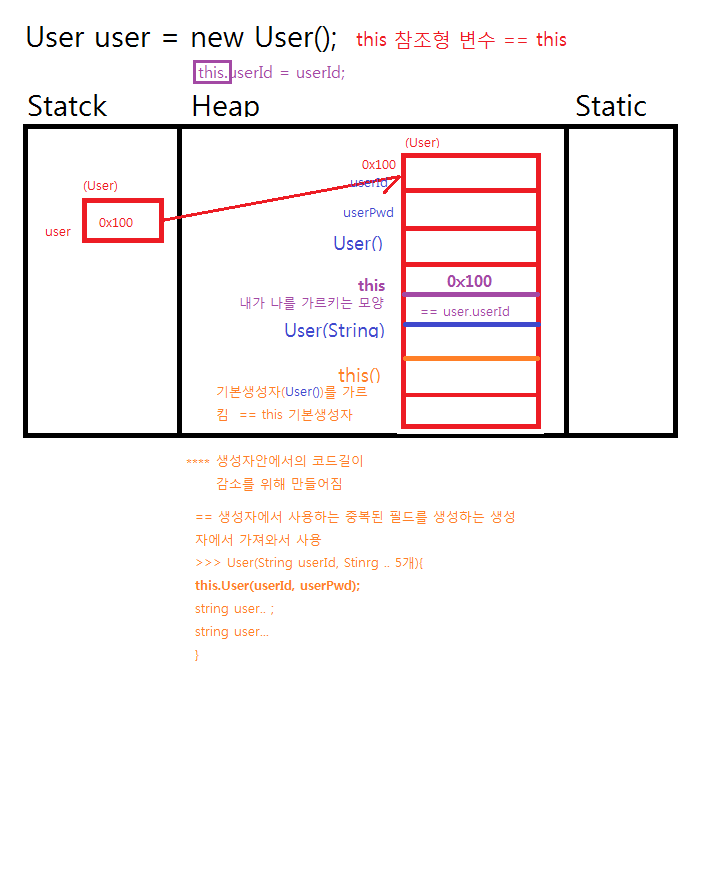 User user = new User(); this 참조형 변수 == this
this.userId = userId;
Statck Heap Static
(User)
0x100
(User)
userId
0x100
userPwd
user
User()
this 0x100
내가 나를 가르키는 모양 == user.userId
User(String)
this()
기본생성자(User())를 가르
킴 == this 기본생성자
**** 생성자안에서의 코드길이
감소를 위해 만들어짐
== 생성자에서 사용하는 중복된 필드를 생성하는 생성
자에서 가져와서 사용
>>> User(String userId, Stinrg .. 5개){
this.User(userId, userPwd);
string user.. ;
string user...
}